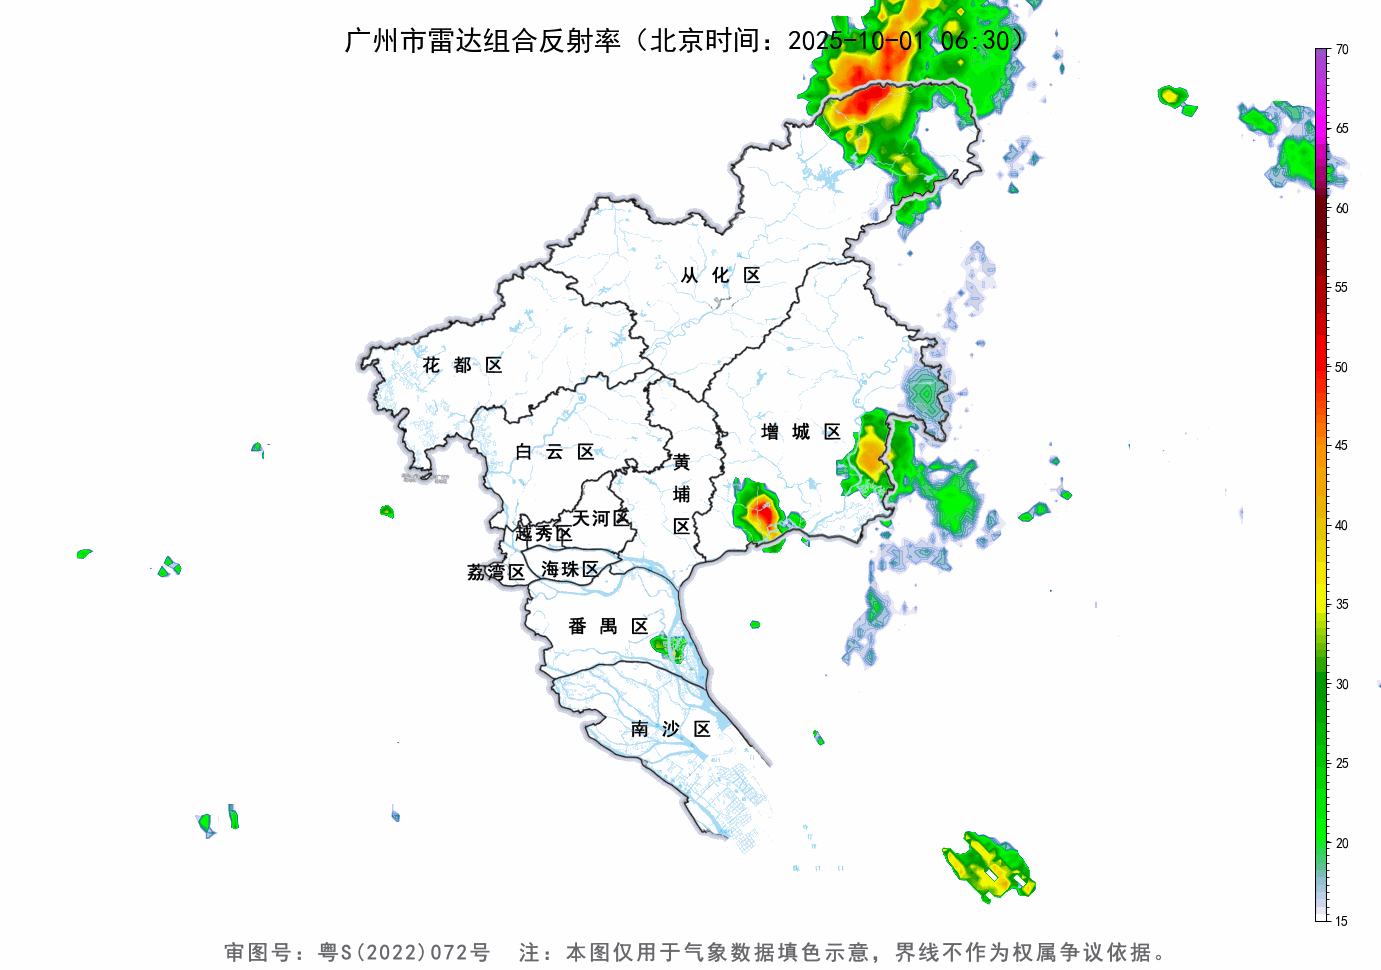 广州市雷达组合反射率（北京时间：2025-10-01 06:30）
70
65
60
55
50
45
40
35
30
25
20
15
从化区
花都区
增城区
白云区
黄埔区
天河区
越秀区
荔湾区
海珠区
番禺区
南沙区
审图号：粤S(2022)072号 注：本图仅用于气象数据填色示意，界线不作为权属争议依据。